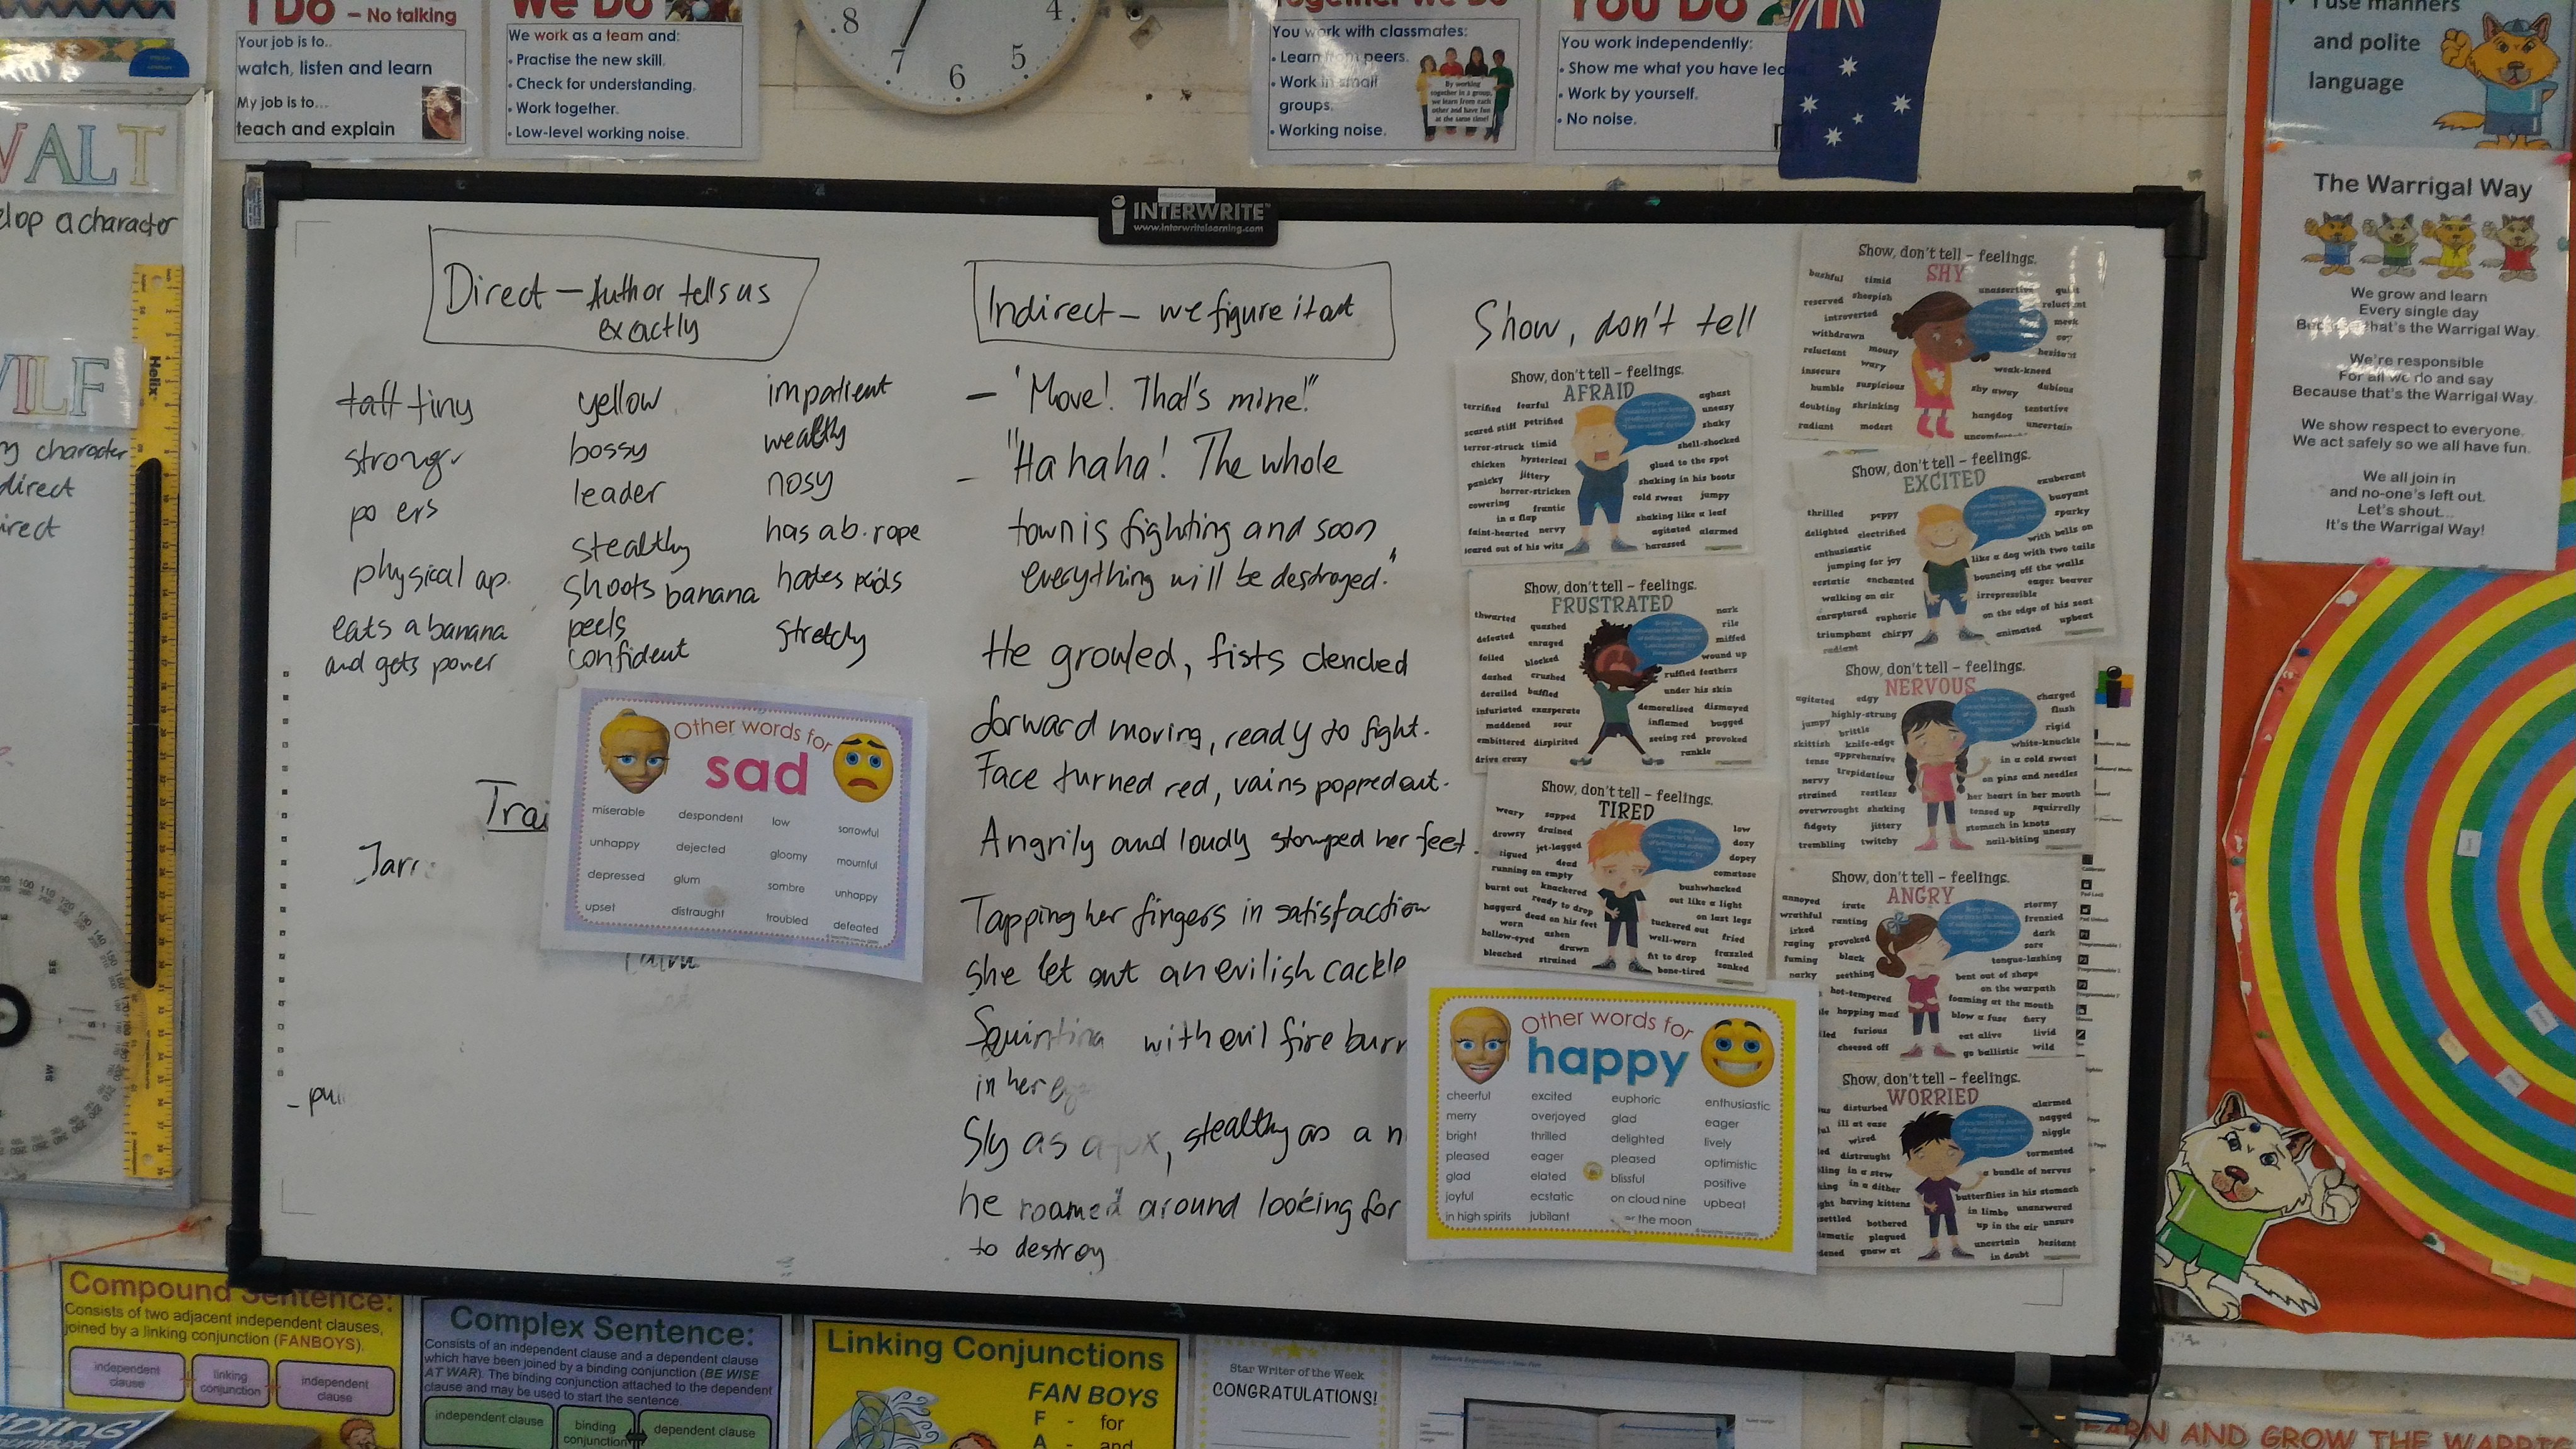 I Do – No talking
Your job is to..
watch, listen and learn
My job is to...
teach and explain
We Do
We work as a team and:
• Practise the new skill.
• Check for understanding.
• Work together.
• Low-level working noise.
8
7
6
5
4
Together We Do
You work with classmates:
• Learn from peers.
• Work in small
groups.
• Working noise.
By working
together in a group,
we learn from each
other and have fun
at the same time!
You Do
You work independently:
• Show me what you have
• Work by yourself.
• No noise.
I use manners
and polite
language
The Warrigal Way
We grow and learn
Every single day
Because that's the Warrigal Way.
We're responsible
For all we do and say
Because that's the Warrigal Way.
We show respect to everyone.
We act safely so we all have fun.
We all join in
and no-one's left out.
Let's shout...
It's the Warrigal Way!
WALT
a character
character
Helix
INTERWRITE
www.interwritelearning.com
Direct – Author tells us
exactly
tall tiny
strong
po ers
physical ap.
eats a banana
and gets power
yellow
bossy
leader
stealthy
shoots banana
peels
confident
impatient
wealthy
nosy
has a b. rope
hates kids
stretchy
Other words for
sad
miserable despondent low sorrowful
unhappy dejected gloomy mournful
depressed glum sombre unhappy
upset distraught troubled defeated
Indirect – we figure it out
– 'Move! That's mine!"
– "Ha haha! The whole
town is fighting and soon
everything will be destroyed."
He growled, fists clenched
forward moving, ready to fight.
Face turned red, vains popped out.
Angrily and loudly stomped her feet.
Tapping her fingers in satisfaction
she let out an evilish cackle
Squinting with evil fire burn
in her
Sly as a fox, stealthy as a n
he roamed around looking for
to destroy
Show, don't tell
Show, don't tell – feelings.
AFRAID
terrified fearful aghast
uneasy
scared stiff petrified shaky
terror-struck timid shell-shocked
chicken hysterical glued to the spot
panicky jittery shaking in his boots
horror-stricken cold sweat jumpy
cowering frantic
in a flap shaking like a leaf
faint-hearted nervy agitated alarmed
scared out of his wits harassed
Show, don't tell – feelings.
FRUSTRATED
thwarted quashed nark
rile
defeated enraged miffed
foiled blocked wound up
dashed crushed ruffled feathers
derailed baffled under his skin
infuriated exasperate demoralised dismayed
maddened sour inflamed bugged
embittered dispirited seeing red provoked
drive crazy rankle
Show, don't tell – feelings.
TIRED
weary sapped low
drowsy drained doxy
jet-lagged dopey
dead comatose
running on empty
burnt out knackered bushwhacked
ready to drop out like a light
haggard dead on his feet on last legs
worn tuckered out fried
hollow-eyed ashen well-worn
drawn fit to drop frazzled
bleached strained bone-tired zonked
Show, don't tell – feelings.
SHY
bashful timid unassertive quiet
reserved sheepish reluctant
introverted meek
withdrawn coy
reluctant mousy hesitant
insecure wary weak-kneed
humble suspicious shy away dubious
doubting shrinking hangdog tentative
radiant modest uncertain
Show, don't tell – feelings.
EXCITED
exuberant
buoyant
thrilled peppy sparky
delighted electrified with bells on
enthusiastic like a dog with two tails
jumping for joy bouncing off the walls
ecstatic enchanted eager beaver
walking on air irrepressible
enraptured euphoric on the edge of his seat
triumphant chirpy animated upbeat
radiant
Show, don't tell – feelings.
NERVOUS
agitated edgy charged
highly-strung flush
jumpy brittle rigid
skittish knife-edge white-knuckle
tense apprehensive in a cold sweat
nervy trepidatious on pins and needles
strained restless her heart in her mouth
overwrought shaking tensed up squirrelly
fidgety jittery stomach in knots
trembling twitchy nail-biting uneasy
Show, don't tell – feelings.
ANGRY
annoyed irate stormy
wrathful ranting frenzied
irked dark
raging provoked sore
fuming black tongue-lashing
narky seething bent out of shape
on the warpath
hot-tempered foaming at the mouth
hopping mad blow a fuse fiery
furious eat alive livid
cheesed off go ballistic wild
Show, don't tell – feelings.
WORRIED
disturbed alarmed
ill at ease nagged
wired niggle
distraught tormented
in a stew a bundle of nerves
in a dither butterflies in his stomach
having kittens in limbo unanswered
bothered up in the air unsure
plagued uncertain hesitant
gnaw at in doubt
Other words for
happy
cheerful excited euphoric enthusiastic
merry overjoyed glad eager
bright thrilled delighted lively
pleased eager pleased optimistic
glad elated blissful positive
joyful ecstatic on cloud nine upbeat
in high spirits jubilant the moon
Compound Sentence:
Consists of two adjacent independent clauses,
joined by a linking conjunction (FANBOYS).
independent
clause
+
linking
conjunction
+
independent
clause
Complex Sentence:
Consists of an independent clause and a dependent clause
which have been joined by a binding conjunction (BE WISE
AT WAR). The binding conjunction attached to the dependent
clause and may be used to start the sentence.
independent clause
binding
conjunction
dependent clause
Linking Conjunctions
FAN BOYS
F - for
A - and
Star Writer of the Week
CONGRATULATIONS!
LEARN AND GROW THE